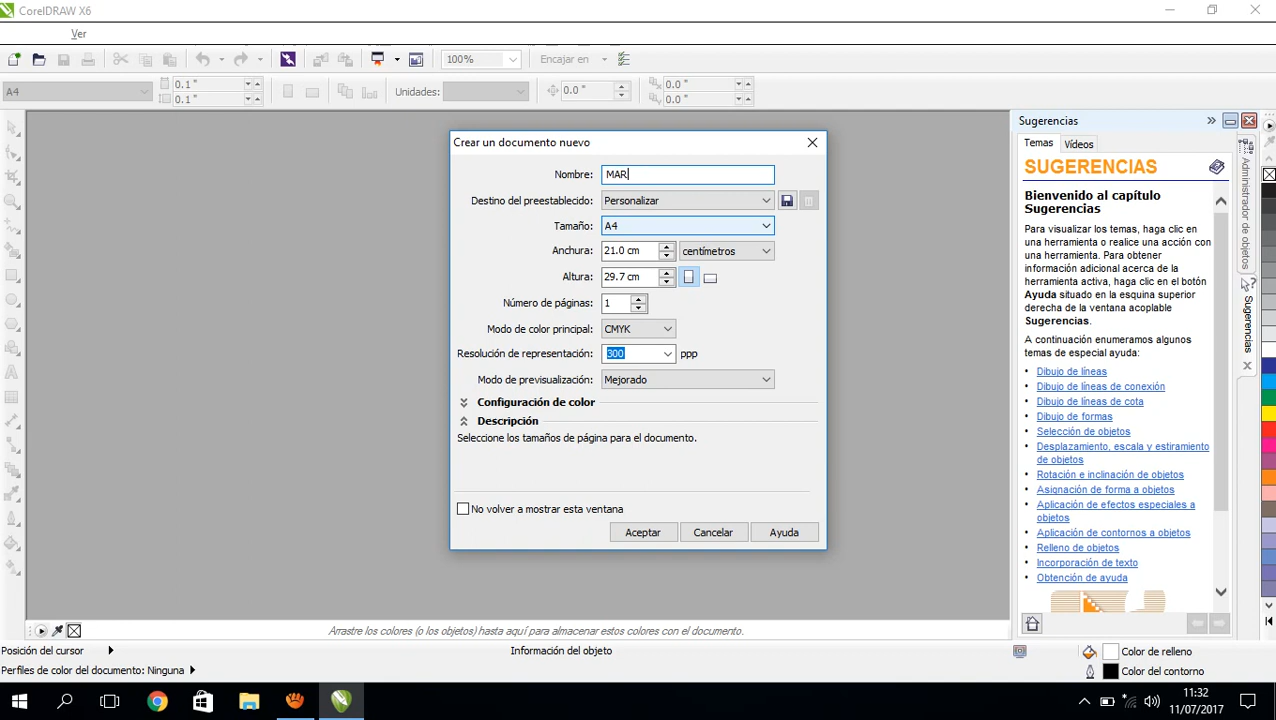 CorelDRAW X6
Ver
100%
Encajar en
A4
0.1 "
0.1 "
Unidades:
0.0 "
0.0 "
0.0 "
Crear un documento nuevo
Nombre:
MAR
Destino del preestablecido:
Personalizar
Tamaño:
A4
Anchura:
21.0 cm
centímetros
Altura:
29.7 cm
Número de páginas:
1
Modo de color principal:
CMYK
Resolución de representación:
300
ppp
Modo de previsualización:
Mejorado
Configuración de color
Descripción
Seleccione los tamaños de página para el documento.
No volver a mostrar esta ventana
Aceptar
Cancelar
Ayuda
Sugerencias
Temas
Vídeos
SUGERENCIAS
Bienvenido al capítulo
Sugerencias
Para visualizar los temas, haga clic en
una herramienta o realice una acción con
una herramienta. Para obtener
información adicional acerca de la
herramienta activa, haga clic en el botón
Ayuda situado en la esquina superior
derecha de la ventana acoplable
Sugerencias.
A continuación enumeramos algunos
temas de especial ayuda:
• Dibujo de líneas
• Dibujo de líneas de conexión
• Dibujo de líneas de cota
• Dibujo de formas
• Selección de objetos
• Desplazamiento, escala y estiramiento
de objetos
• Rotación e inclinación de objetos
• Asignación de forma a objetos
• Aplicación de efectos especiales a
objetos
• Aplicación de contornos a objetos
• Relleno de objetos
• Incorporación de texto
• Obtención de ayuda
Administrador de objetos
Sugerencias
Arrastre los colores (o los objetos) hasta aquí para almacenar estos colores con el documento.
Posición del cursor
Información del objeto
Color de relleno
Perfiles de color del documento: Ninguna
Color del contorno
11:32
11/07/2017